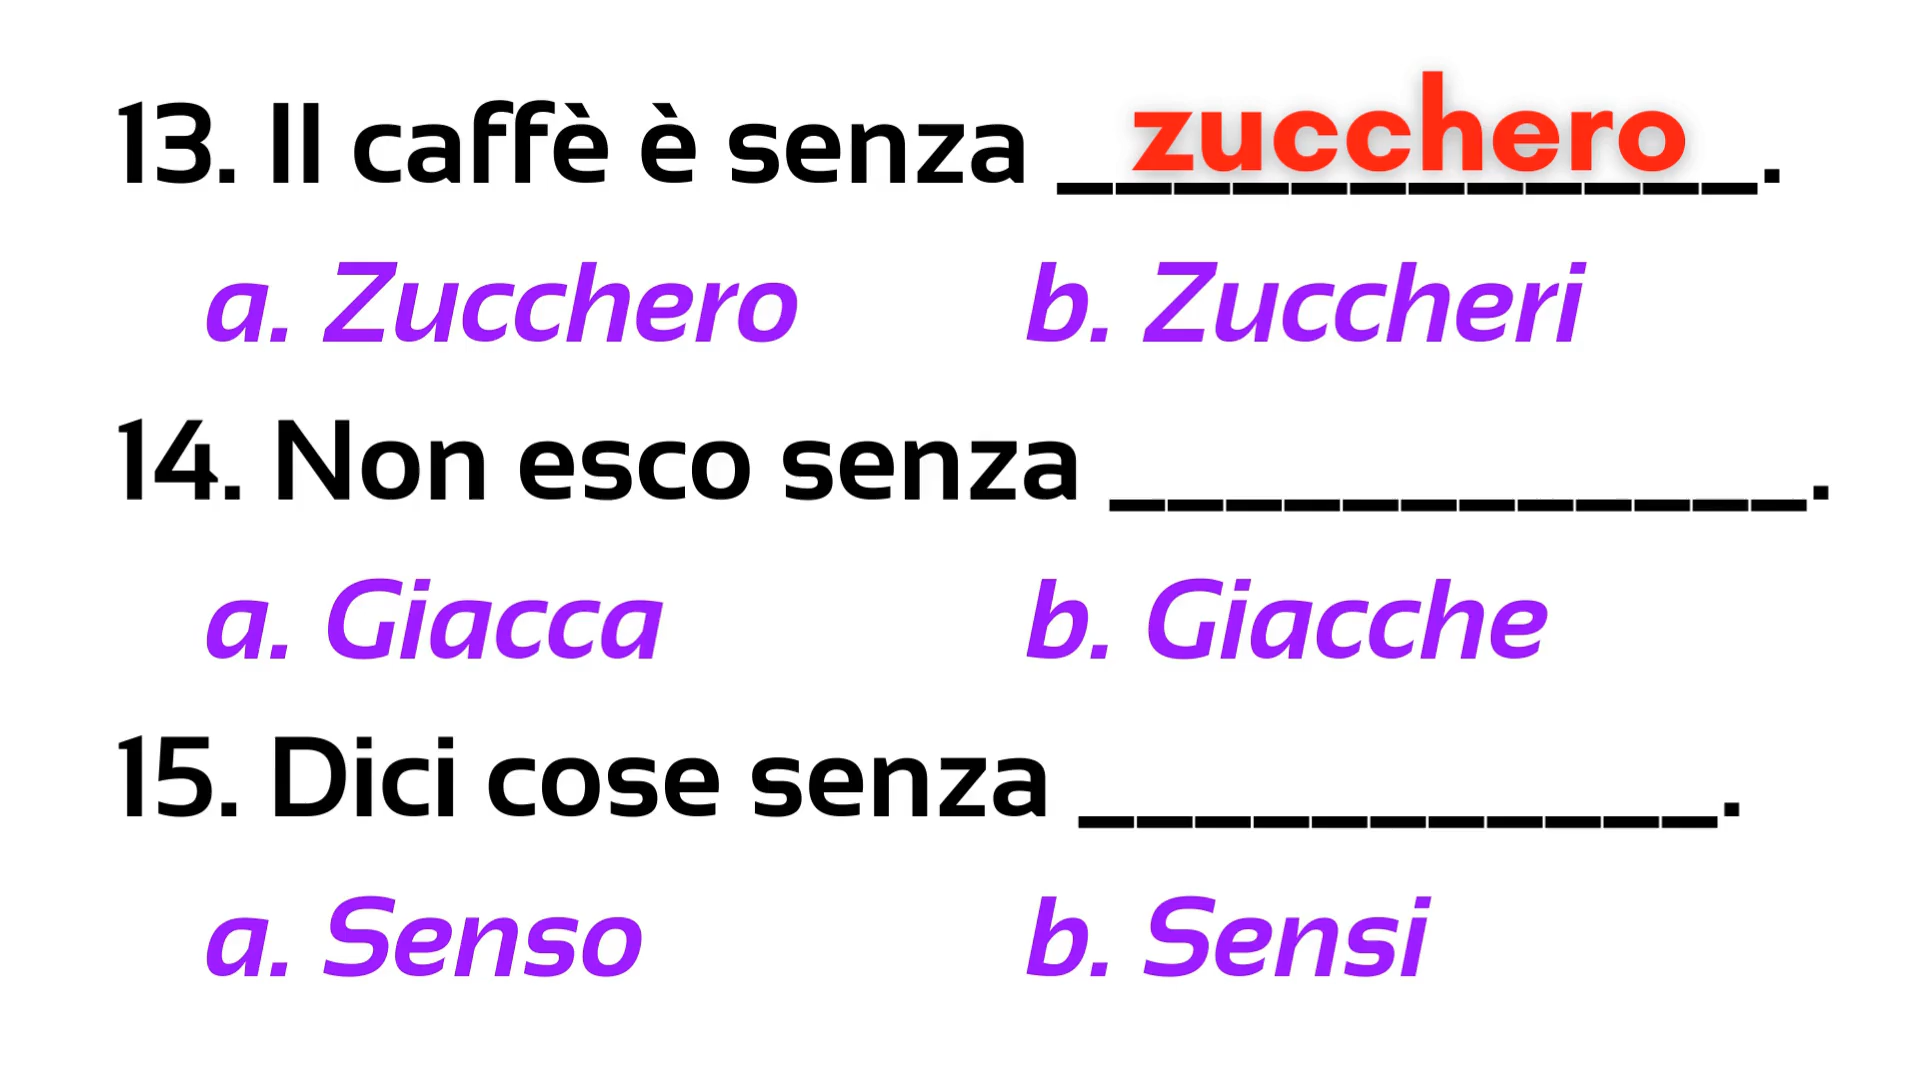 13. Il caffè è senza zucchero.
a. Zucchero b. Zuccheri
14. Non esco senza ____________.
a. Giacca b. Giacche
15. Dici cose senza ___________.
a. Senso b. Sensi